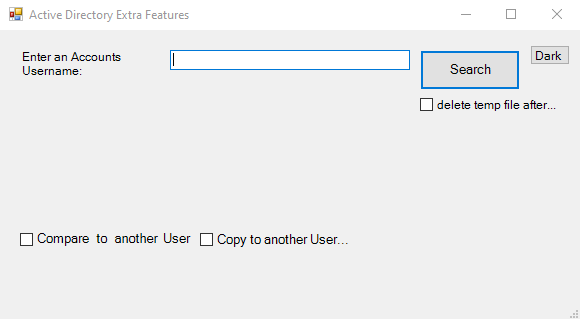 Active Directory Extra Features
Enter an Accounts
Username:
Search
Dark
delete temp file after...
Compare to another User
Copy to another User...